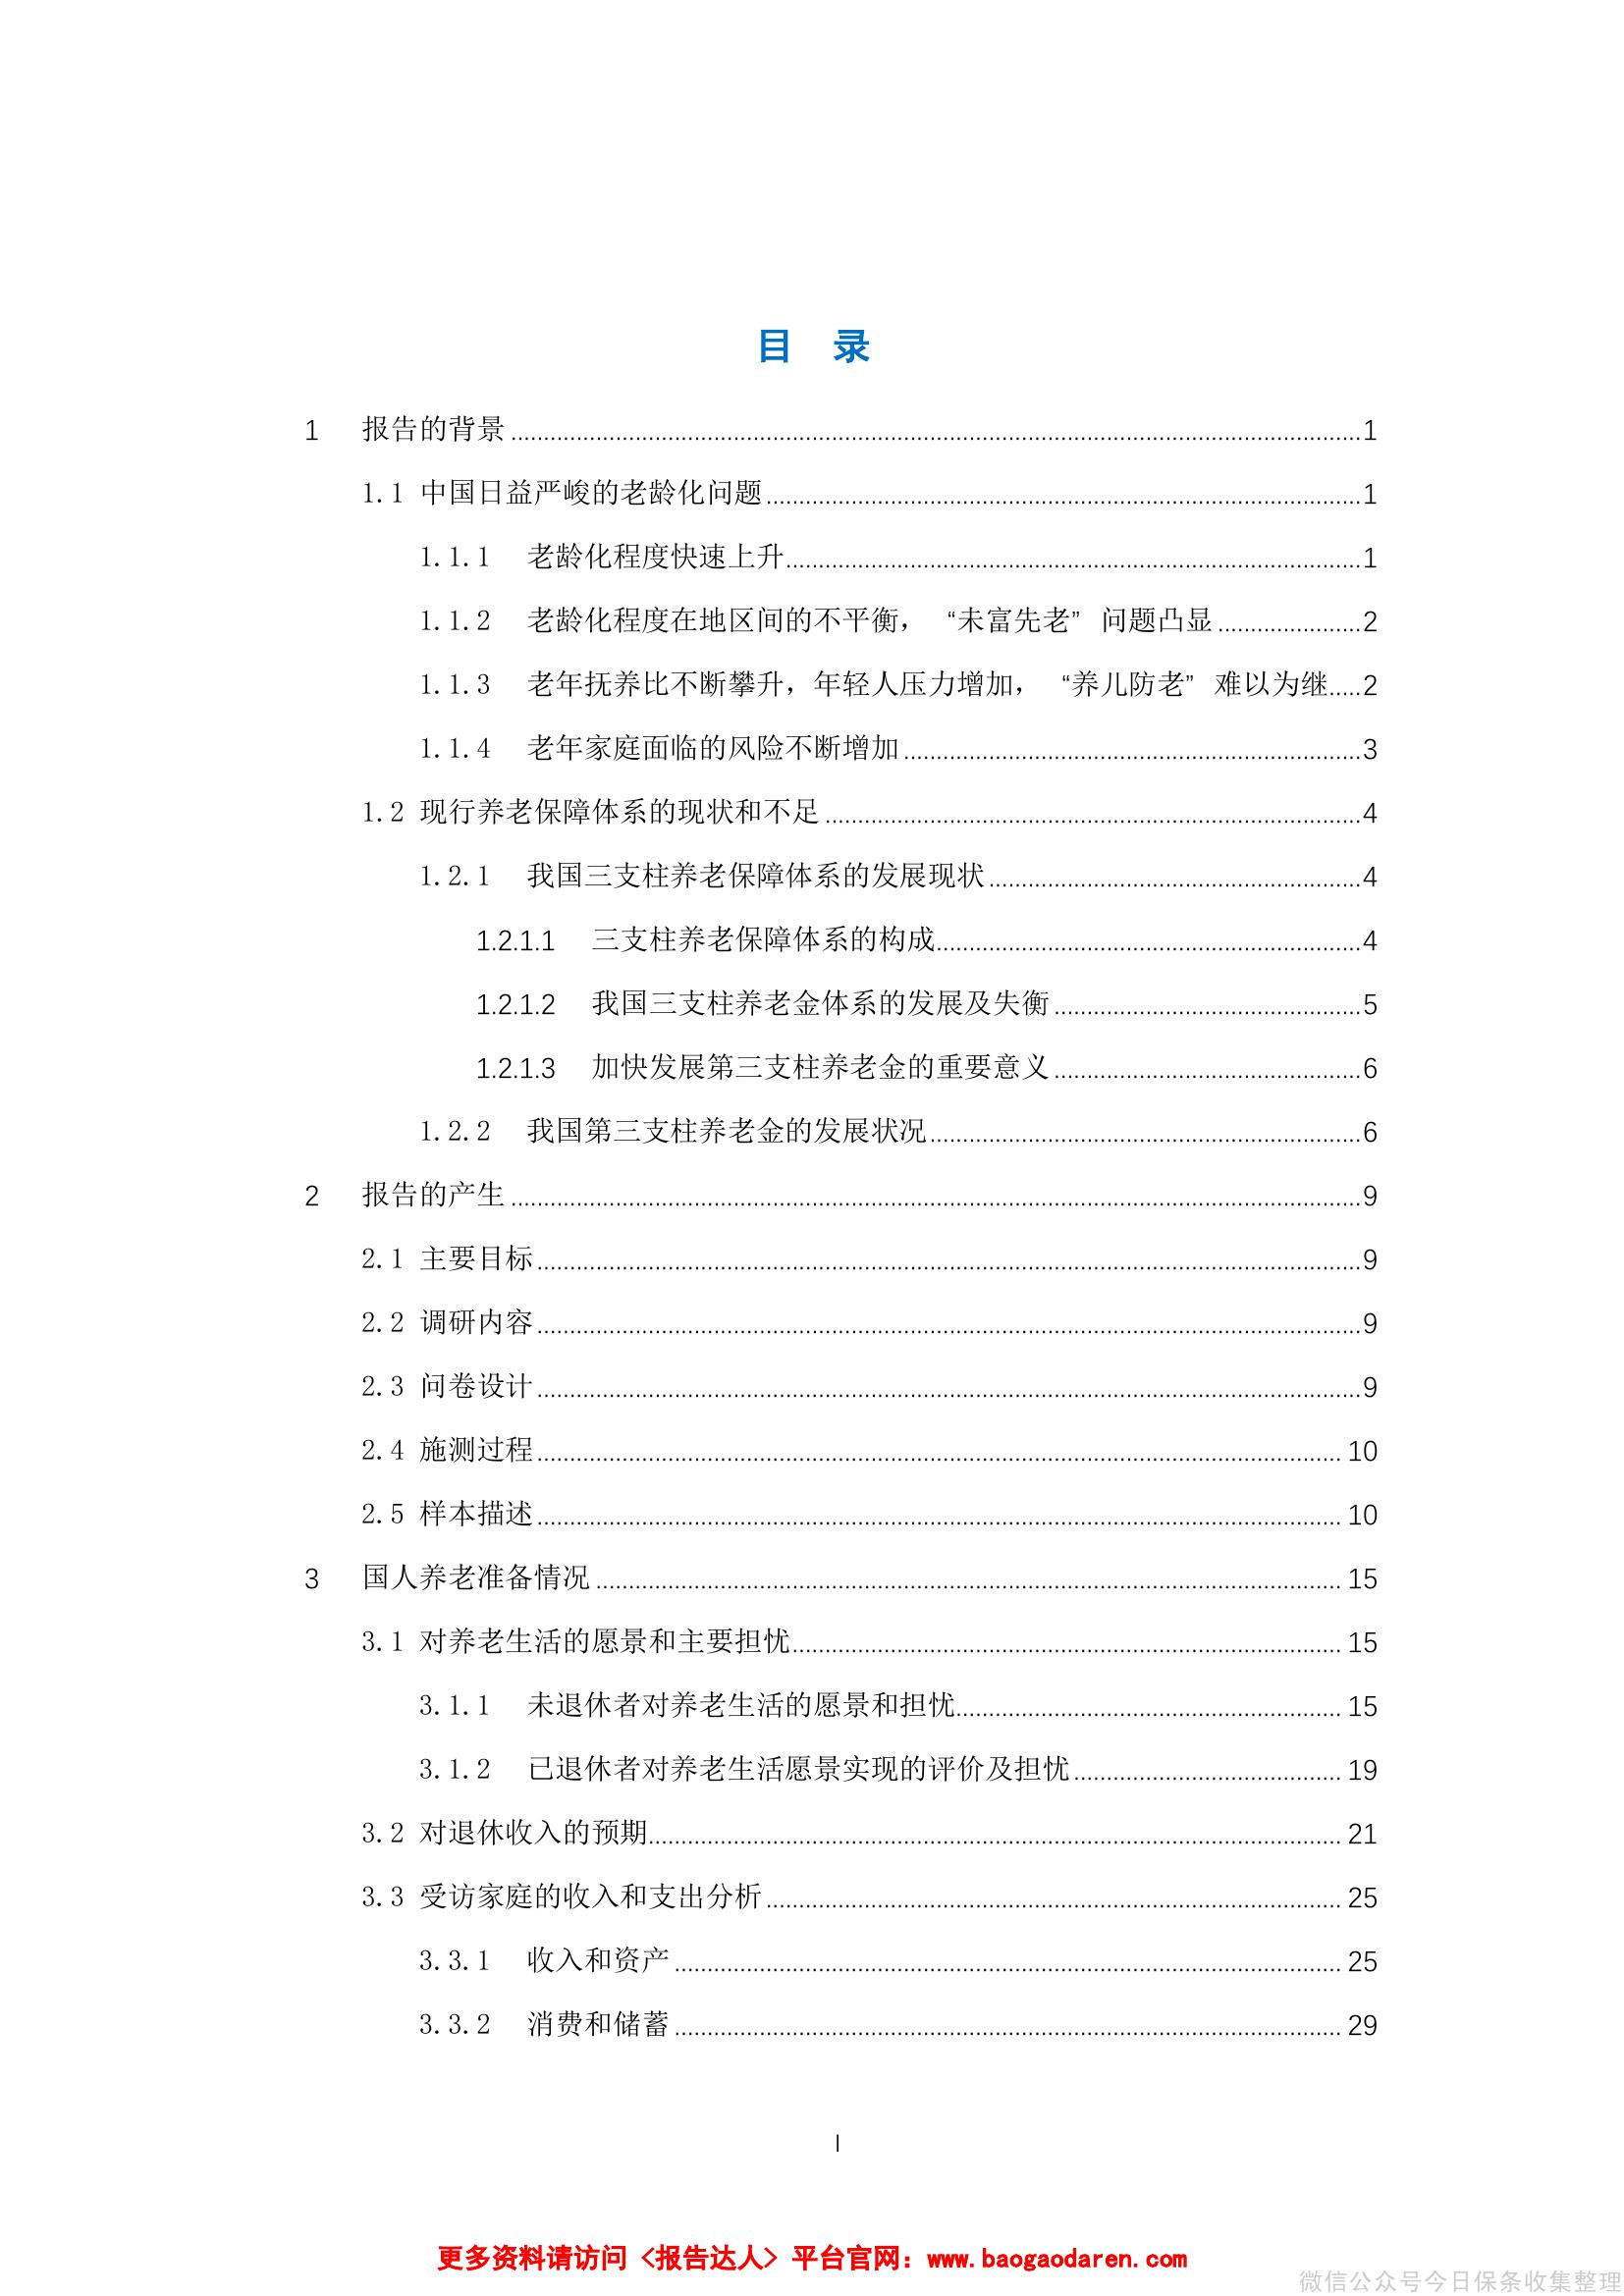 目 录
1 报告的背景 1
1.1 中国日益严峻的老龄化问题 1
1.1.1 老龄化程度快速上升 1
1.1.2 老龄化程度在地区间的不平衡，“未富先老”问题凸显 2
1.1.3 老年抚养比不断攀升，年轻人压力增加，“养儿防老”难以为继 2
1.1.4 老年家庭面临的风险不断增加 3
1.2 现行养老保障体系的现状和不足 4
1.2.1 我国三支柱养老保障体系的发展现状 4
1.2.1.1 三支柱养老保障体系的构成 4
1.2.1.2 我国三支柱养老金体系的发展及失衡 5
1.2.1.3 加快发展第三支柱养老金的重要意义 6
1.2.2 我国第三支柱养老金的发展状况 6
2 报告的产生 9
2.1 主要目标 9
2.2 调研内容 9
2.3 问卷设计 9
2.4 施测过程 10
2.5 样本描述 10
3 国人养老准备情况 15
3.1 对养老生活的愿景和主要担忧 15
3.1.1 未退休者对养老生活的愿景和担忧 15
3.1.2 已退休者对养老生活愿景实现的评价及担忧 19
3.2 对退休收入的预期 21
3.3 受访家庭的收入和支出分析 25
3.3.1 收入和资产 25
3.3.2 消费和储蓄 29
I
更多资料请访问 <报告达人> 平台官网：www.baogaodaren.com
微信公众号今日保条收集整理